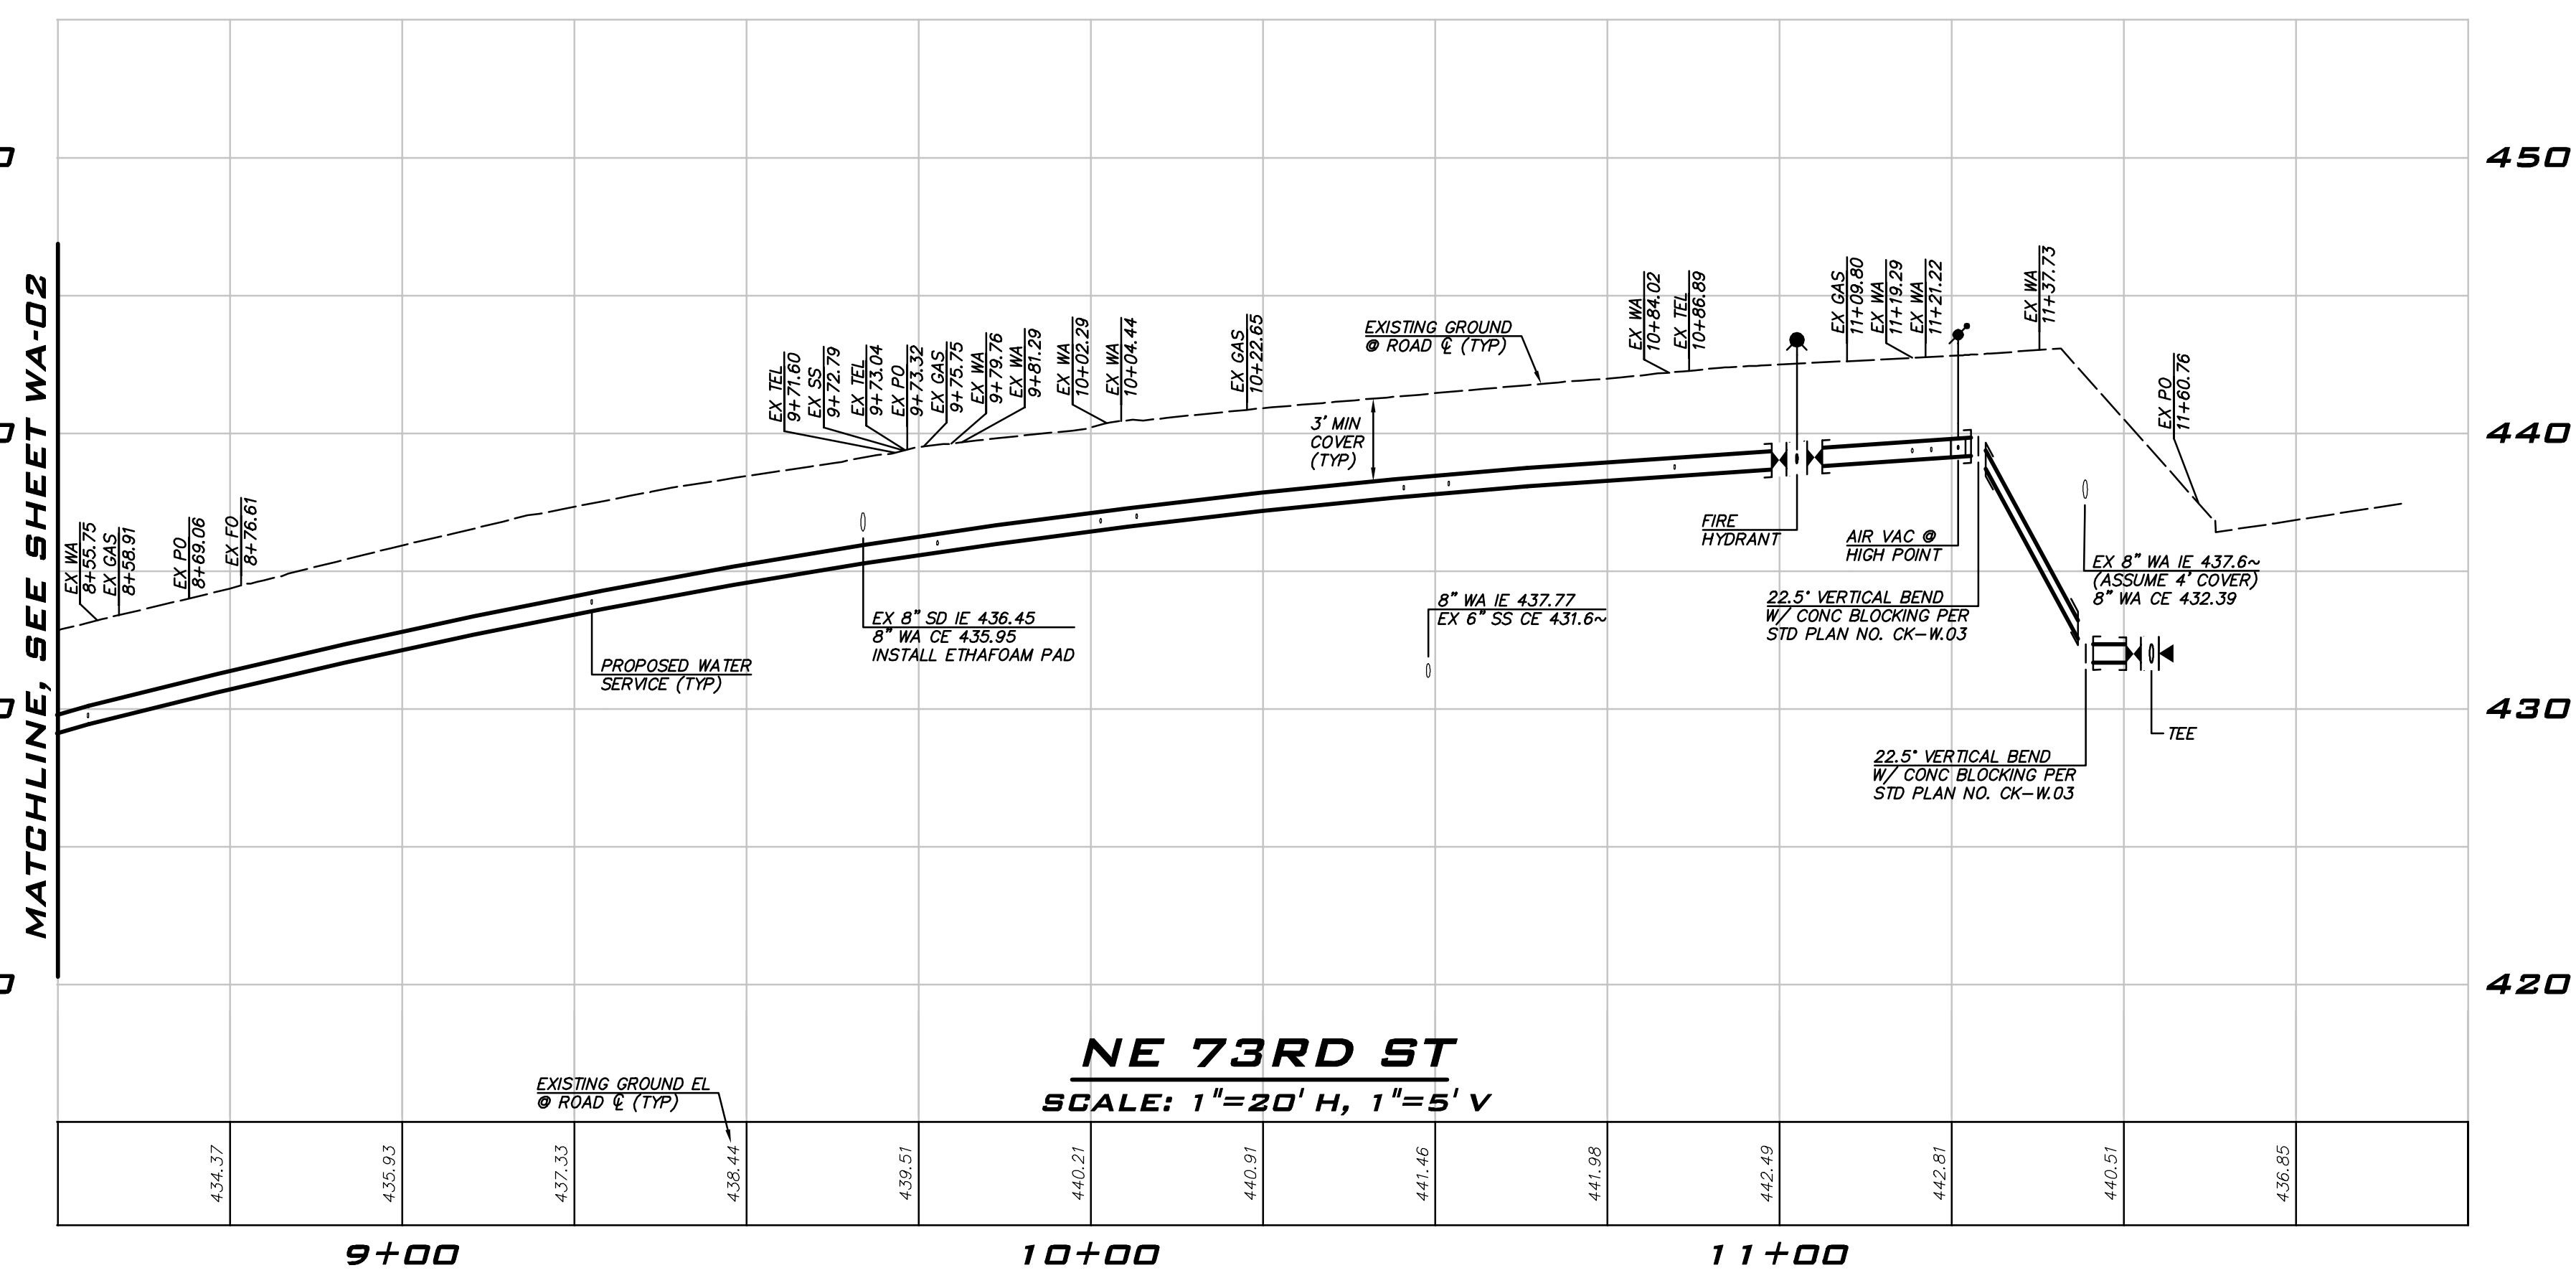 MATCHLINE, SEE SHEET WA-02
0
450
0
440
0
430
0
420
EX WA
8+55.75
EX GAS
8+58.91
EX PO
8+69.06
EX FO
8+76.61
EX TEL
9+71.60
EX SS
9+72.79
EX TEL
9+73.04
EX PO
9+73.32
EX GAS
9+75.75
EX WA
9+79.76
EX WA
9+81.29
EX WA
10+02.29
EX WA
10+04.44
EX GAS
10+22.65
EXISTING GROUND
@ ROAD ℄ (TYP)
EX WA
10+84.02
EX TEL
10+86.89
EX GAS
11+09.80
EX WA
11+19.29
EX WA
11+21.22
EX WA
11+37.73
EX PO
11+60.76
3' MIN
COVER
(TYP)
FIRE
HYDRANT
AIR VAC @
HIGH POINT
EX 8" WA IE 437.6~
(ASSUME 4' COVER)
8" WA CE 432.39
22.5° VERTICAL BEND
W/ CONC BLOCKING PER
STD PLAN NO. CK-W.03
8" WA IE 437.77
EX 6" SS CE 431.6~
EX 8" SD IE 436.45
8" WA CE 435.95
INSTALL ETHAFOAM PAD
PROPOSED WATER
SERVICE (TYP)
TEE
22.5° VERTICAL BEND
W/ CONC BLOCKING PER
STD PLAN NO. CK-W.03
NE 73RD ST
SCALE: 1"=20' H, 1"=5' V
EXISTING GROUND EL
@ ROAD ℄ (TYP)
434.37
435.93
437.33
438.44
439.51
440.21
440.91
441.46
441.98
442.49
442.81
440.51
436.85
9+00
10+00
11+00